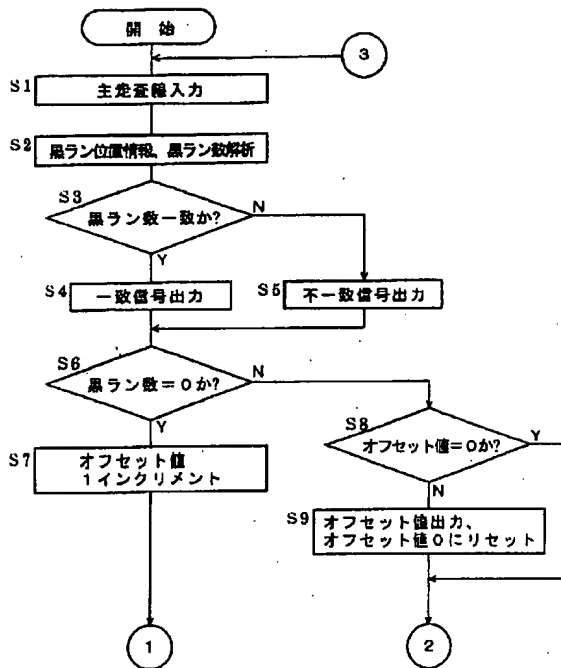 開始
3
S1
主走査線入力
S2
黒ラン位置情報、黒ラン数解析
S3
黒ラン数一致か?
N
Y
S4
一致信号出力
S5
不一致信号出力
S6
黒ラン数=0か?
N
Y
S7
オフセット値
1インクリメント
S8
オフセット値=0か?
Y
N
S9
オフセット値出力、
オフセット値0にリセット
1
2